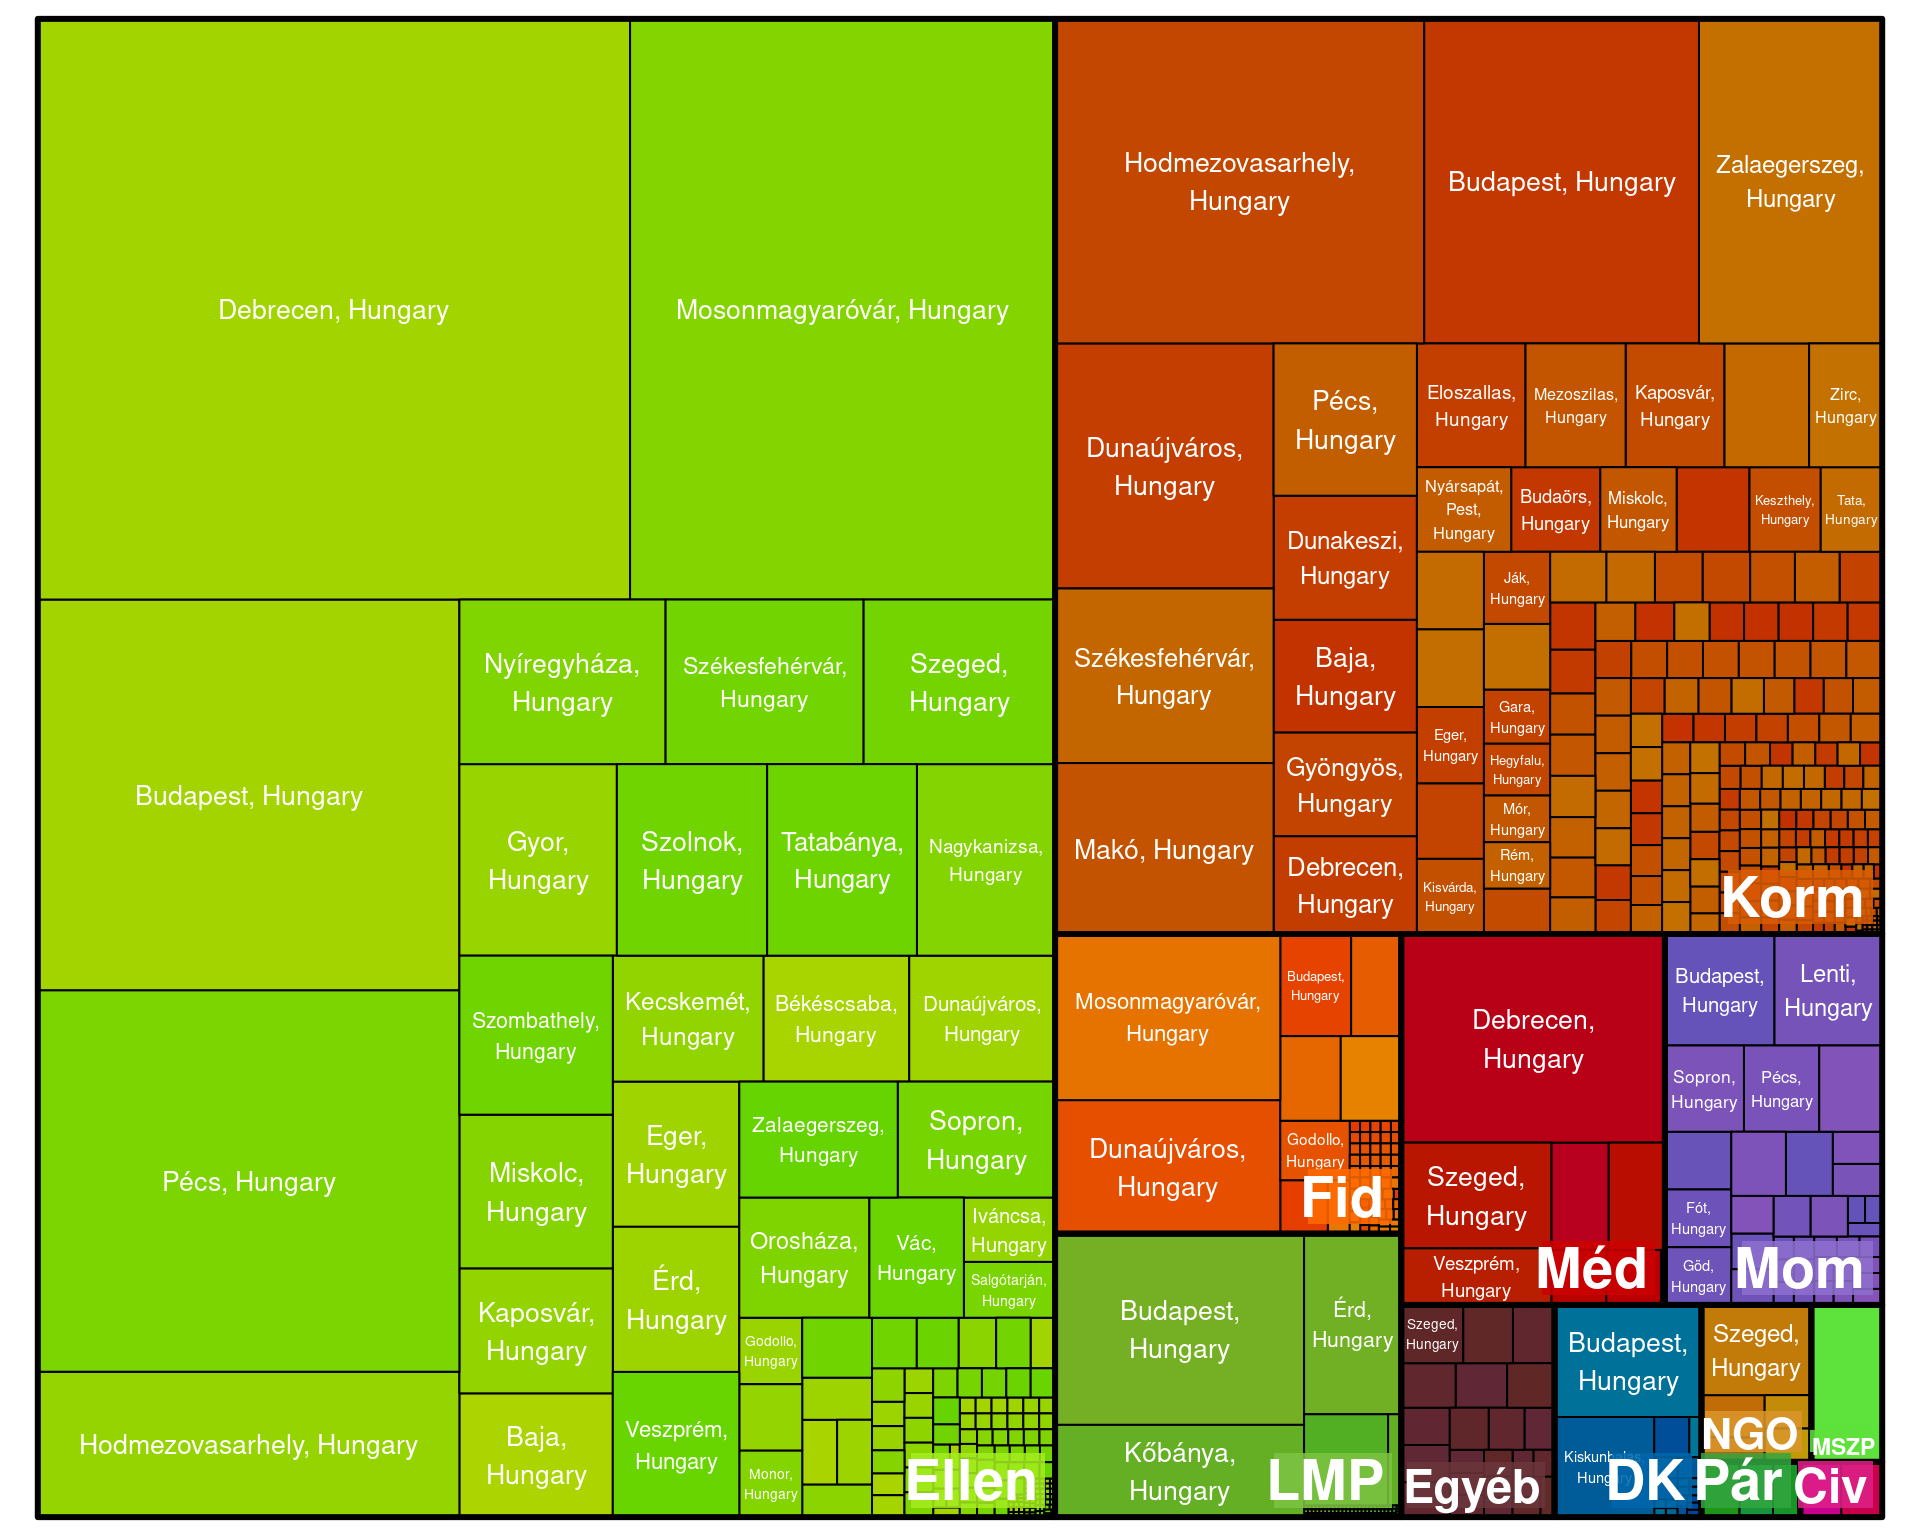 Debrecen, Hungary
Mosonmagyaróvár, Hungary
Budapest, Hungary
Nyíregyháza,
Hungary
Székesfehérvár,
Hungary
Szeged,
Hungary
Gyor,
Hungary
Szolnok,
Hungary
Tatabánya,
Hungary
Nagykanizsa,
Hungary
Pécs, Hungary
Szombathely,
Hungary
Kecskemét,
Hungary
Békéscsaba,
Hungary
Dunaújváros,
Hungary
Miskolc,
Hungary
Eger,
Hungary
Zalaegerszeg,
Hungary
Sopron,
Hungary
Orosháza,
Hungary
Vác,
Hungary
Iváncsa,
Hungary
Salgótarján,
Hungary
Kaposvár,
Hungary
Érd,
Hungary
Godollo,
Hungary
Hodmezovasarhely, Hungary
Baja,
Hungary
Veszprém,
Hungary
Monor,
Hungary
Ellen
Hodmezovasarhely,
Hungary
Budapest, Hungary
Zalaegerszeg,
Hungary
Dunaújváros,
Hungary
Pécs,
Hungary
Eloszallas,
Hungary
Mezoszilas,
Hungary
Kaposvár,
Hungary
Zirc,
Hungary
Nyársapát,
Pest,
Hungary
Budaörs,
Hungary
Miskolc,
Hungary
Keszthely,
Hungary
Tata,
Hungary
Dunakeszi,
Hungary
Ják,
Hungary
Székesfehérvár,
Hungary
Baja,
Hungary
Gara,
Hungary
Eger,
Hungary
Hegyfalu,
Hungary
Gyöngyös,
Hungary
Mór,
Hungary
Makó, Hungary
Debrecen,
Hungary
Rém,
Hungary
Kisvárda,
Hungary
Korm
Mosonmagyaróvár,
Hungary
Budapest,
Hungary
Dunaújváros,
Hungary
Godollo,
Hungary
Fid
Debrecen,
Hungary
Szeged,
Hungary
Veszprém,
Hungary
Méd
Budapest,
Hungary
Lenti,
Hungary
Sopron,
Hungary
Pécs,
Hungary
Fót,
Hungary
Göd,
Hungary
Mom
Budapest,
Hungary
Érd,
Hungary
Kőbánya,
Hungary
LMP
Szeged,
Hungary
Egyéb
Budapest,
Hungary
Kiskunhalas,
Hungary
DK
Szeged,
Hungary
NGO
MSZP
Pár
Civ